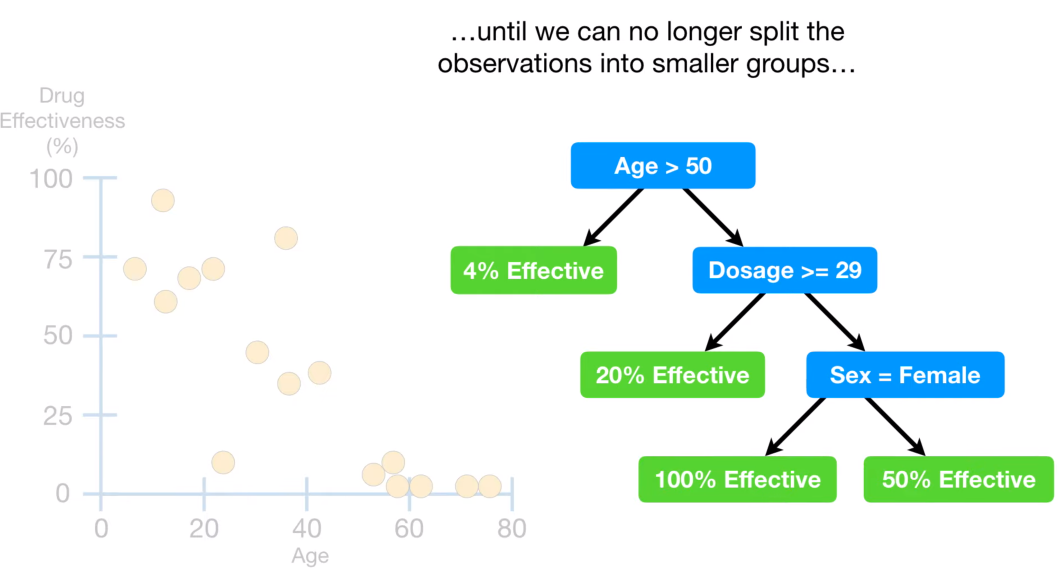 …until we can no longer split the
observations into smaller groups…
Drug
Effectiveness
(%)
100
75
50
25
0
0 20 40 60 80
Age
Age > 50
4% Effective
Dosage >= 29
20% Effective
Sex = Female
100% Effective
50% Effective